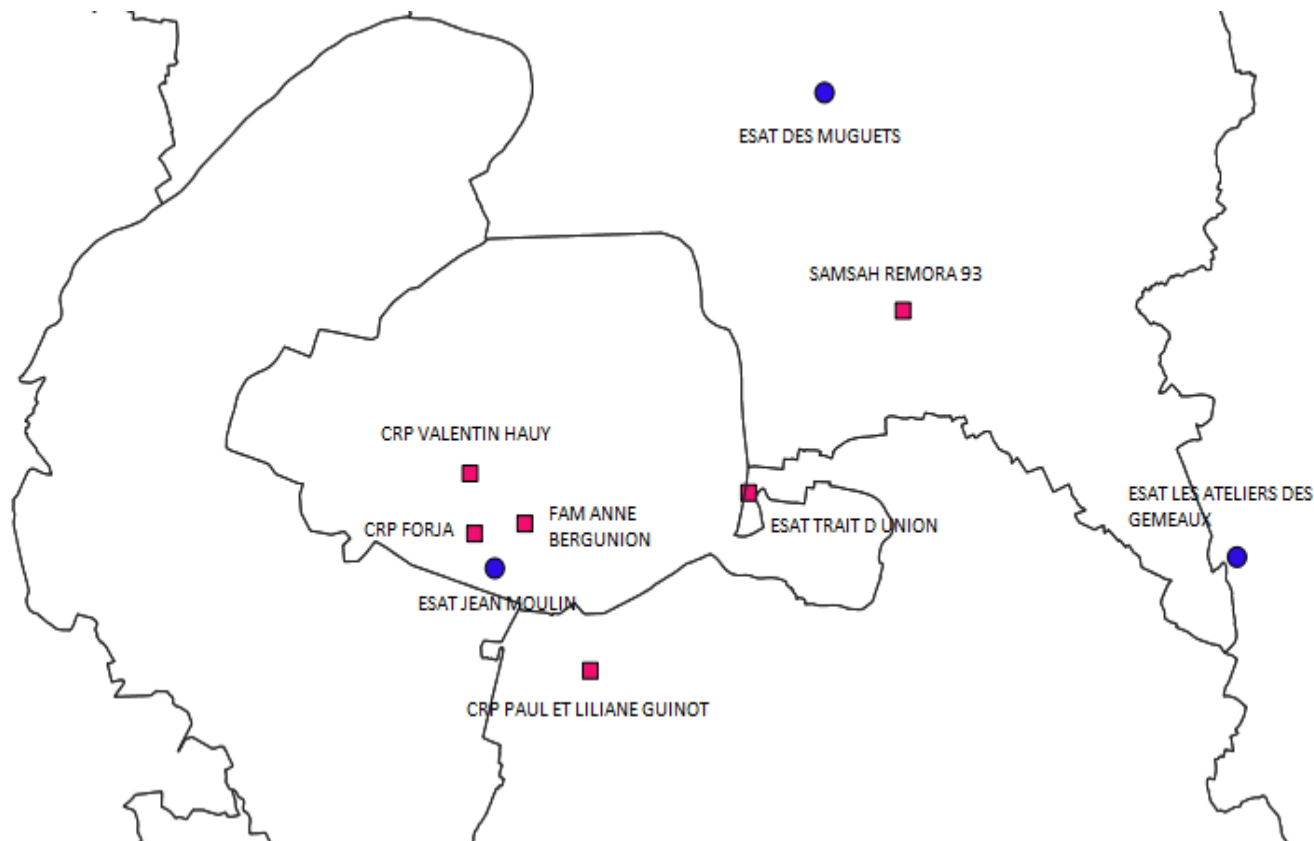 ESAT DES MUGUETS
SAMSAH REMORA 93
CRP VALENTIN HAUY
CRP FORJA
FAM ANNE
BERGUNION
ESAT TRAIT D UNION
ESAT LES ATELIERS DES
GEMEAUX
ESAT JEAN MOULIN
CRP PAUL ET LILIANE GUINOT